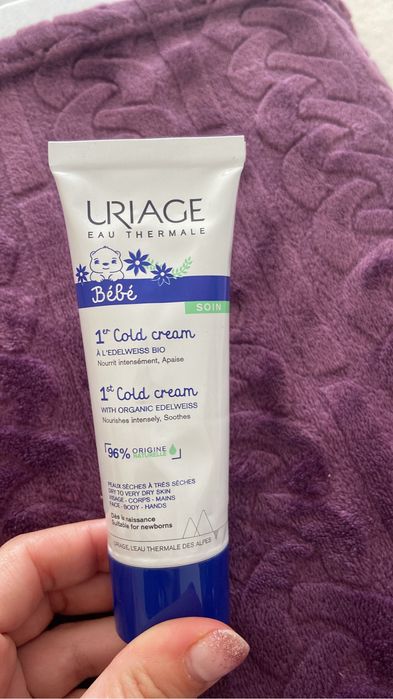 URIAGE
EAU THERMALE
Bébé
SOIN
1er Cold cream
À L'EDELWEISS BIO
Nourrit intensément, Apaise
1st Cold cream
WITH ORGANIC EDELWEISS
Nourishes intensely, Soothes
96% ORIGINE
NATURELLE
PEAUX SÈCHES À TRÈS SÈCHES
DRY TO VERY DRY SKIN
VISAGE - CORPS - MAINS
FACE - BODY - HANDS
Dès la naissance
Suitable for newborns
URIAGE, L'EAU THERMALE DES ALPES